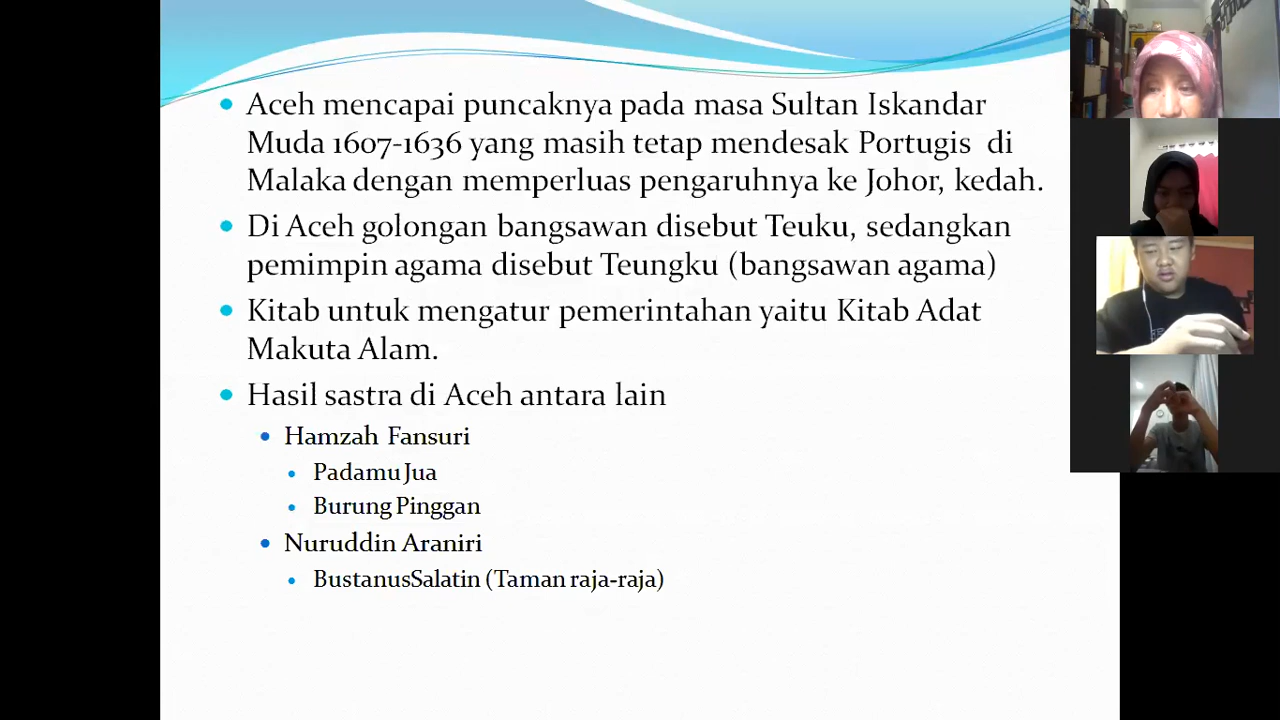 Aceh mencapai puncaknya pada masa Sultan Iskandar
Muda 1607-1636 yang masih tetap mendesak Portugis di
Malaka dengan memperluas pengaruhnya ke Johor, kedah.
Di Aceh golongan bangsawan disebut Teuku, sedangkan
pemimpin agama disebut Teungku (bangsawan agama)
Kitab untuk mengatur pemerintahan yaitu Kitab Adat
Makuta Alam.
Hasil sastra di Aceh antara lain
Hamzah Fansuri
Padamu Jua
Burung Pinggan
Nuruddin Araniri
BustanusSalatin (Taman raja-raja)